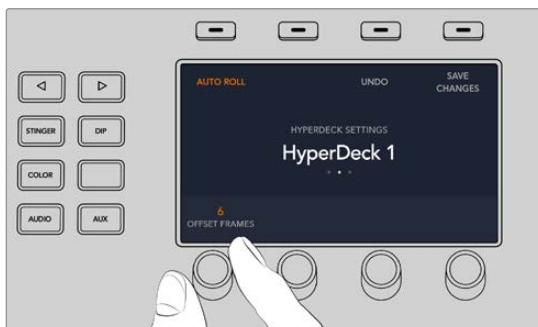 AUTO ROLL
UNDO
SAVE
CHANGES
HYPERDECK SETTINGS
HyperDeck 1
6
OFFSET FRAMES
STINGER
DIP
COLOR
AUDIO
AUX